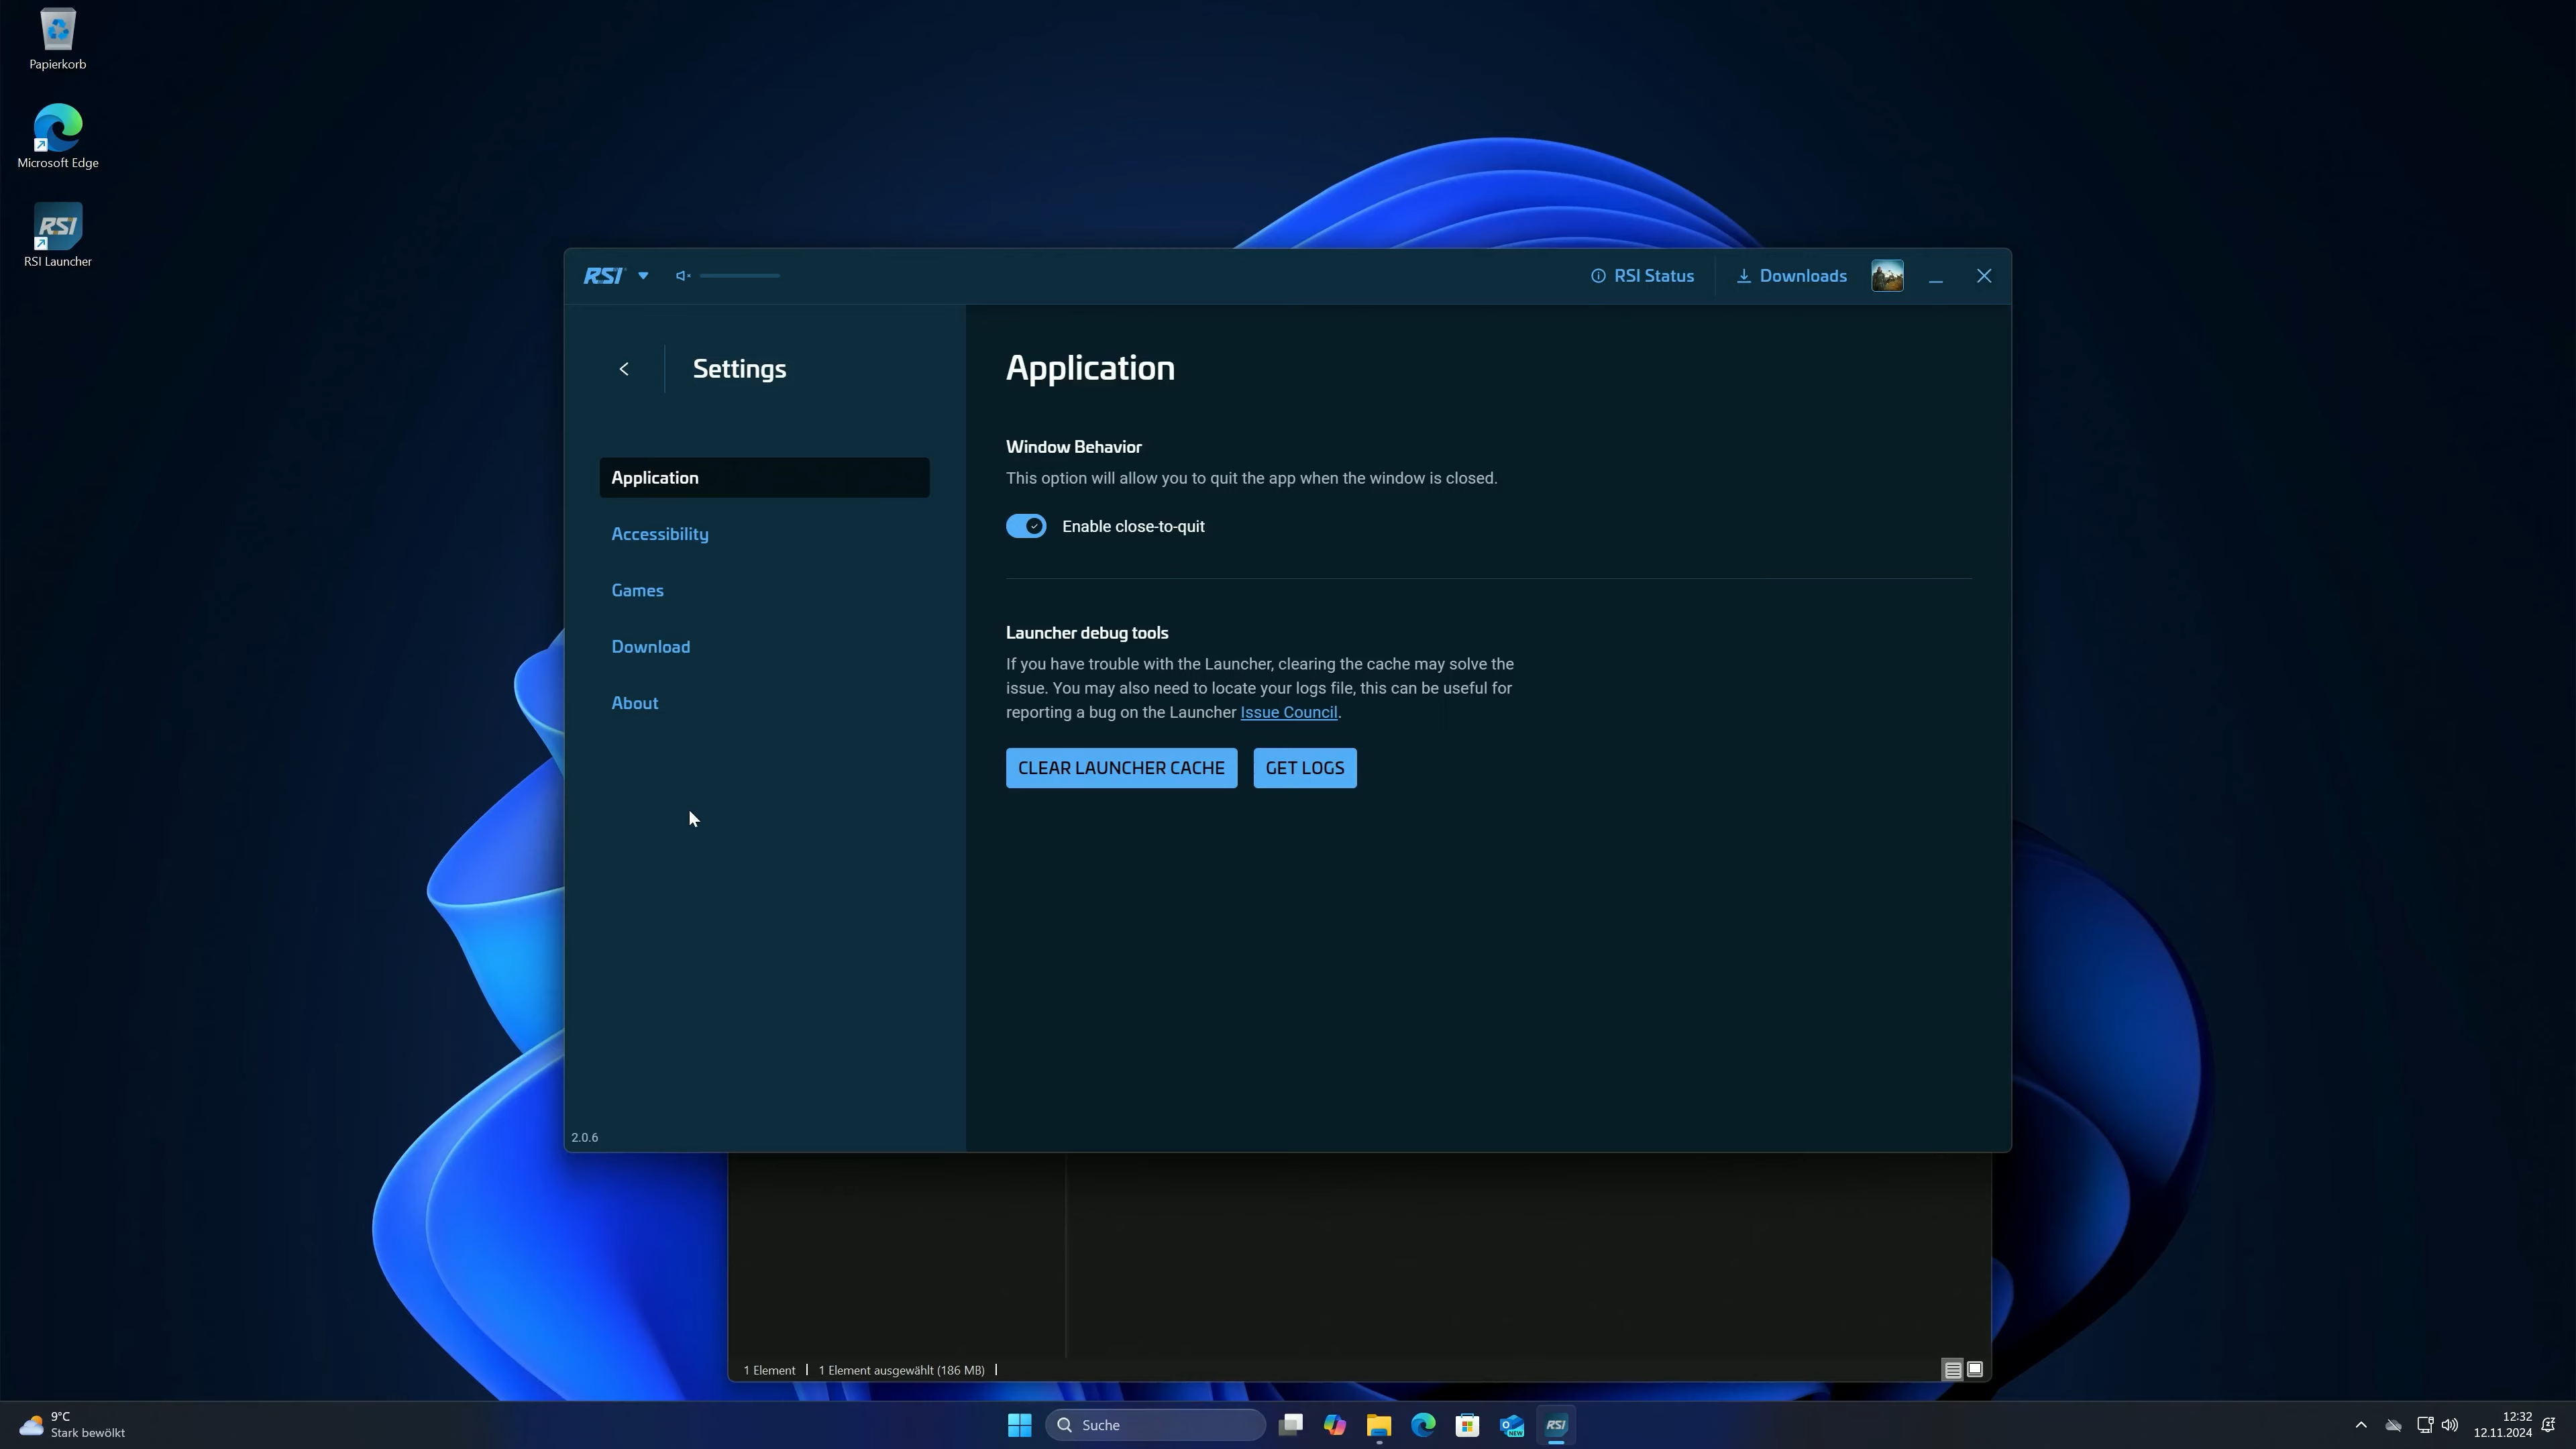 Papierkorb
Microsoft Edge
RSI
RSI Launcher
RSI
RSI Status
Downloads
Settings
Application
Accessibility
Games
Download
About
2.0.6
Application
Window Behavior
This option will allow you to quit the app when the window is closed.
Enable close-to-quit
Launcher debug tools
If you have trouble with the Launcher, clearing the cache may solve the
issue. You may also need to locate your logs file, this can be useful for
reporting a bug on the Launcher Issue Council.
CLEAR LAUNCHER CACHE
GET LOGS
1 Element
1 Element ausgewählt (186 MB)
9°C
Stark bewölkt
Suche
NEW
RSI
12:32
12.11.2024